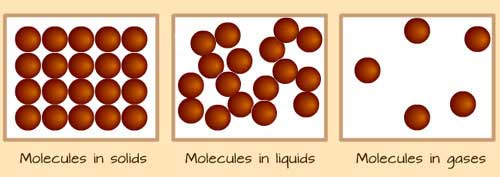 Molecules in solids
Molecules in liquids
Molecules in gases